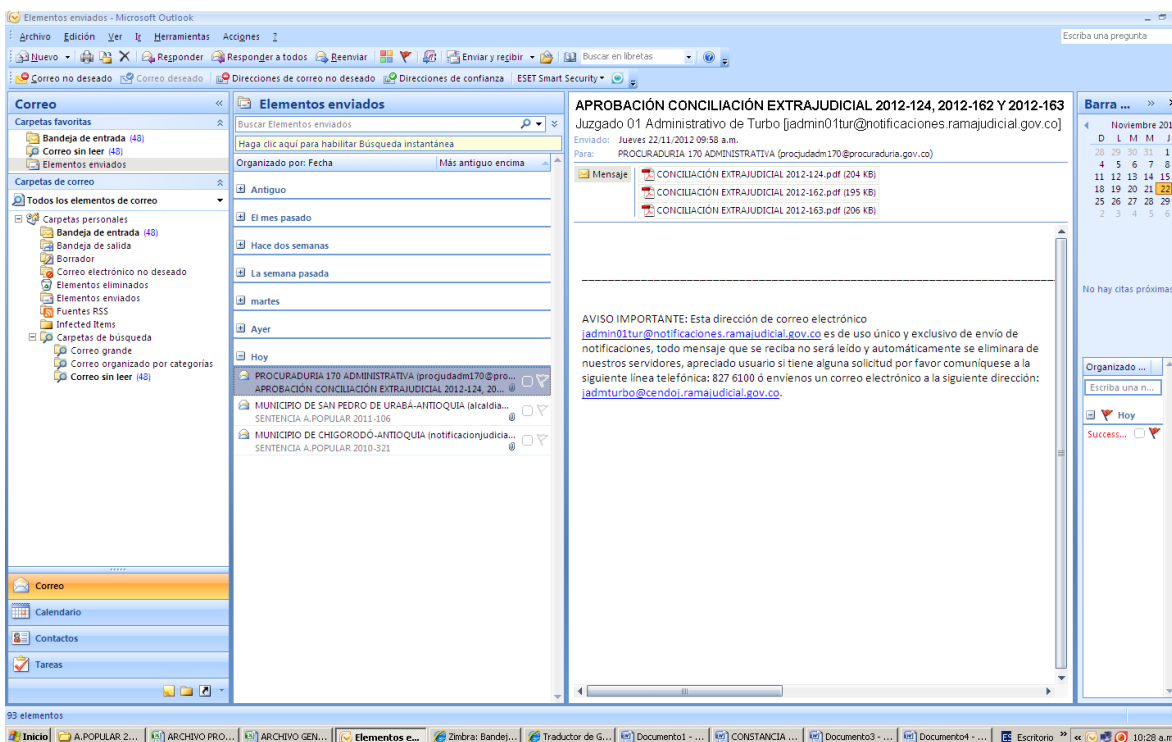 Elementos enviados - Microsoft Outlook
Archivo Edición Ver Ir Herramientas Acciones ?
Escriba una pregunta
Nuevo Responder Responder a todos Reenviar Enviar y recibir Buscar en libretas
Correo no deseado Correo deseado Direcciones de correo no deseado Direcciones de confianza ESET Smart Security
Correo «
Carpetas favoritas
Bandeja de entrada (48)
Correo sin leer (48)
Elementos enviados
Carpetas de correo
Todos los elementos de correo
Carpetas personales
Bandeja de entrada (48)
Bandeja de salida
Borrador
Correo electrónico no deseado
Elementos eliminados
Elementos enviados
Fuentes RSS
Infected Items
Carpetas de búsqueda
Correo grande
Correo organizado por categorías
Correo sin leer (48)
Correo
Calendario
Contactos
Tareas
Elementos enviados
Buscar Elementos enviados
Haga clic aquí para habilitar Búsqueda instantánea
Organizado por: Fecha Más antiguo encima
Antiguo
El mes pasado
Hace dos semanas
La semana pasada
martes
Ayer
Hoy
PROCURADURIA 170 ADMINISTRATIVA (procjudadm170@pro...
APROBACIÓN CONCILIACIÓN EXTRAJUDICIAL 2012-124, 20...
MUNICIPIO DE SAN PEDRO DE URABÁ-ANTIOQUIA (alcaldia...
SENTENCIA A.POPULAR 2011-106
MUNICIPIO DE CHIGORODÓ-ANTIOQUIA (notificacionjudicia...
SENTENCIA A.POPULAR 2010-321
APROBACIÓN CONCILIACIÓN EXTRAJUDICIAL 2012-124, 2012-162 Y 2012-163
Juzgado 01 Administrativo de Turbo [jadmin01tur@notificaciones.ramajudicial.gov.co]
Enviado: Jueves 22/11/2012 09:58 a.m.
Para: PROCURADURIA 170 ADMINISTRATIVA (procjudadm170@procuraduria.gov.co)
Mensaje CONCILIACIÓN EXTRAJUDICIAL 2012-124.pdf (204 KB)
CONCILIACIÓN EXTRAJUDICIAL 2012-162.pdf (195 KB)
CONCILIACIÓN EXTRAJUDICIAL 2012-163.pdf (206 KB)
AVISO IMPORTANTE: Esta dirección de correo electrónico
jadmin01tur@notificaciones.ramajudicial.gov.co es de uso único y exclusivo de envío de
notificaciones, todo mensaje que se reciba no será leído y automáticamente se eliminara de
nuestros servidores, apreciado usuario si tiene alguna solicitud por favor comuníquese a la
siguiente línea telefónica: 827 6100 ó envíenos un correo electrónico a la siguiente dirección:
jadmturbo@cendoj.ramajudicial.gov.co.
Barra ... »
Noviembre 201
D L M M J
28 29 30 31 1
4 5 6 7 8
11 12 13 14 15
18 19 20 21 22
25 26 27 28 29
2 3 4 5 6
No hay citas próximas
Organizado ...
Escriba una n...
Hoy
Success...
93 elementos
Inicio A.POPULAR 2... ARCHIVO PRO... ARCHIVO GEN... Elementos e... Zimbra: Bandej... Traductor de G... Documento1 - ... CONSTANCIA ... Documento3 - ... Documento4 - ... ES Escritorio » « 10:28 a.m